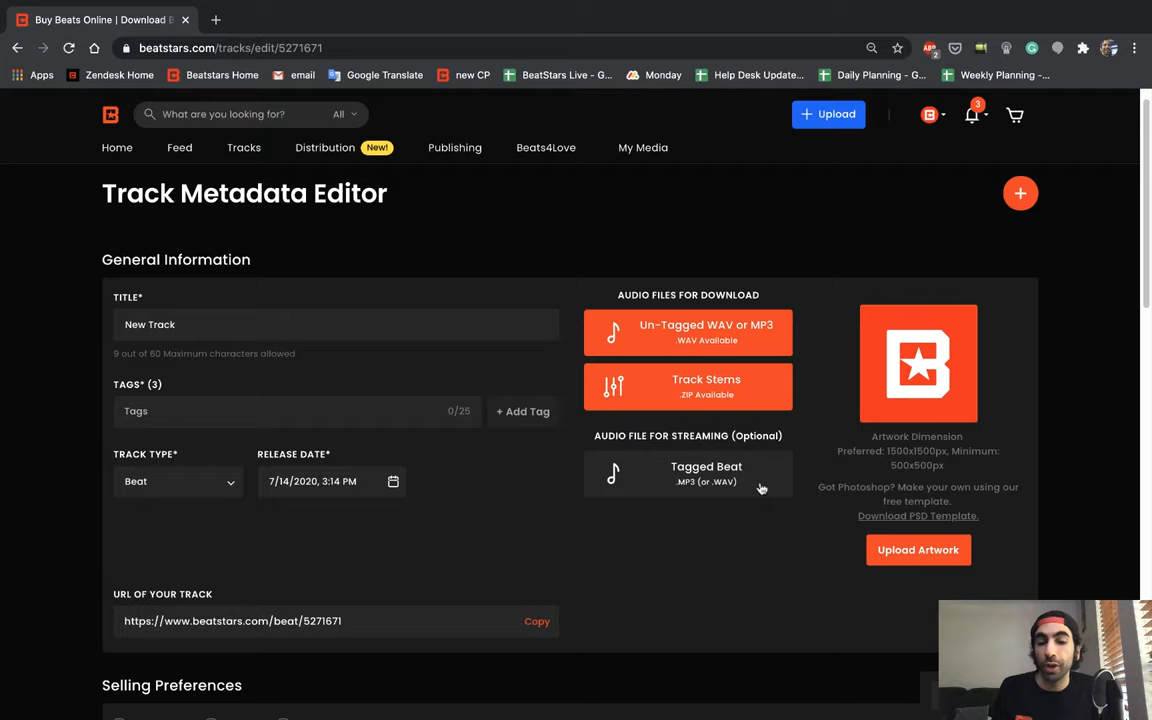 Buy Beats Online | Download B
beatstars.com/tracks/edit/5271671
ABP
2
G
Apps
Zendesk Home
Beatstars Home
email
Google Translate
new CP
BeatStars Live - G...
Monday
Help Desk Update...
Daily Planning - G...
Weekly Planning -...
What are you looking for?
All
+ Upload
B
3
Home
Feed
Tracks
Distribution
New!
Publishing
Beats4Love
My Media
Track Metadata Editor
+
General Information
TITLE*
New Track
9 out of 60 Maximum characters allowed
TAGS* (3)
Tags
0/25
+ Add Tag
TRACK TYPE*
Beat
RELEASE DATE*
7/14/2020, 3:14 PM
URL OF YOUR TRACK
https://www.beatstars.com/beat/5271671
Copy
AUDIO FILES FOR DOWNLOAD
Un-Tagged WAV or MP3
.WAV Available
Track Stems
.ZIP Available
AUDIO FILE FOR STREAMING (Optional)
Tagged Beat
.MP3 (or .WAV)
B
Artwork Dimension
Preferred: 1500x1500px, Minimum:
500x500px
Got Photoshop? Make your own using our
free template.
Download PSD Template.
Upload Artwork
Selling Preferences